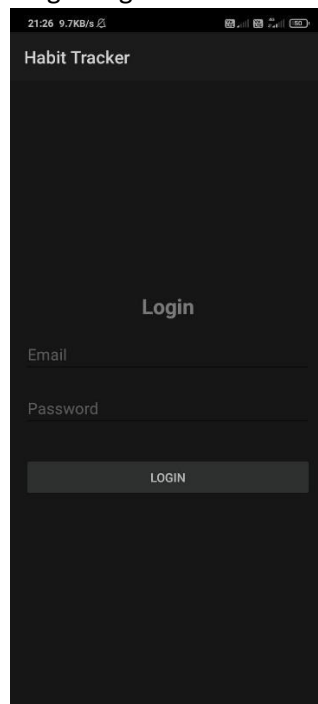 21:26 9.7KB/s
Habit Tracker
Login
Email
Password
LOGIN